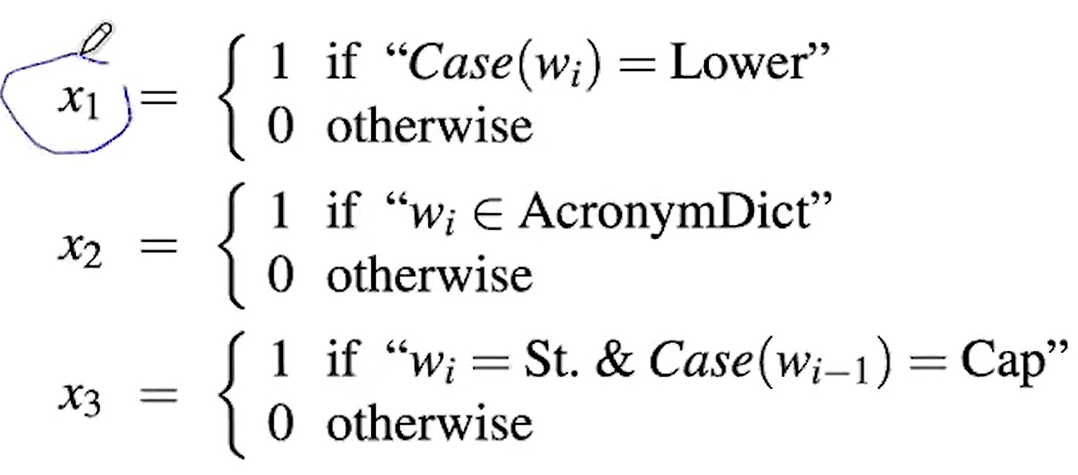 x₁ = { 1 if “Case(wᵢ) = Lower”
0 otherwise
x₂ = { 1 if “wᵢ ∈ AcronymDict”
0 otherwise
x₃ = { 1 if “wᵢ = St. & Case(wᵢ₋₁) = Cap”
0 otherwise